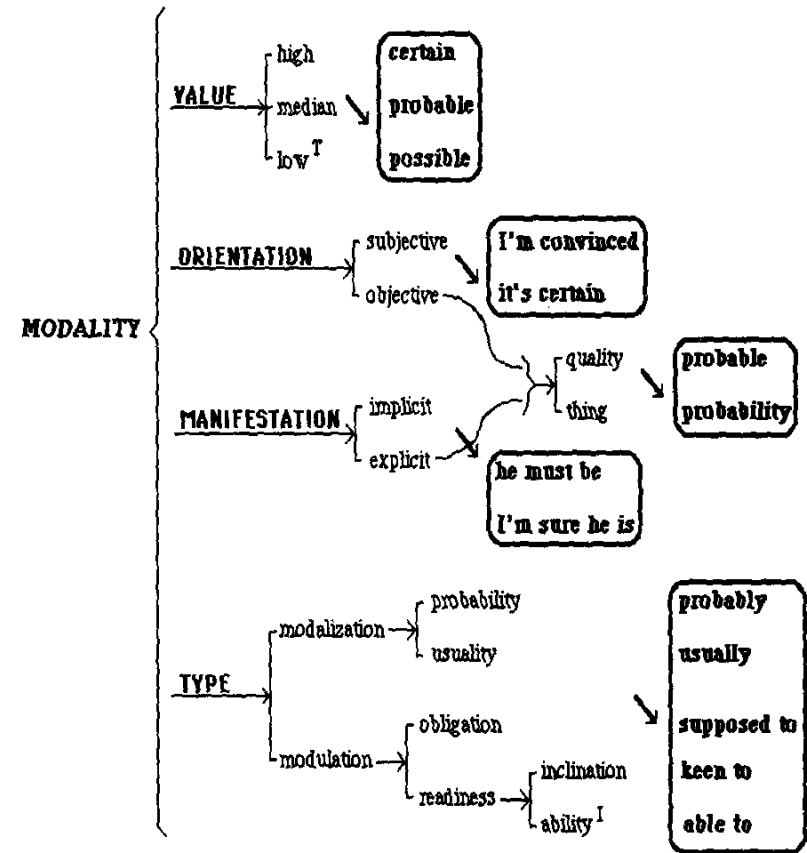 high
certain
VALUE
median
probable
low T
possible
subjective
I'm convinced
ORIENTATION
objective
it's certain
MODALITY
quality
probable
implicit
thing
probability
MANIFESTATION
explicit
he must be
I'm sure he is
probability
probably
modalization
usuality
usually
TYPE
obligation
supposed to
modulation
inclination
keen to
readiness
ability I
able to